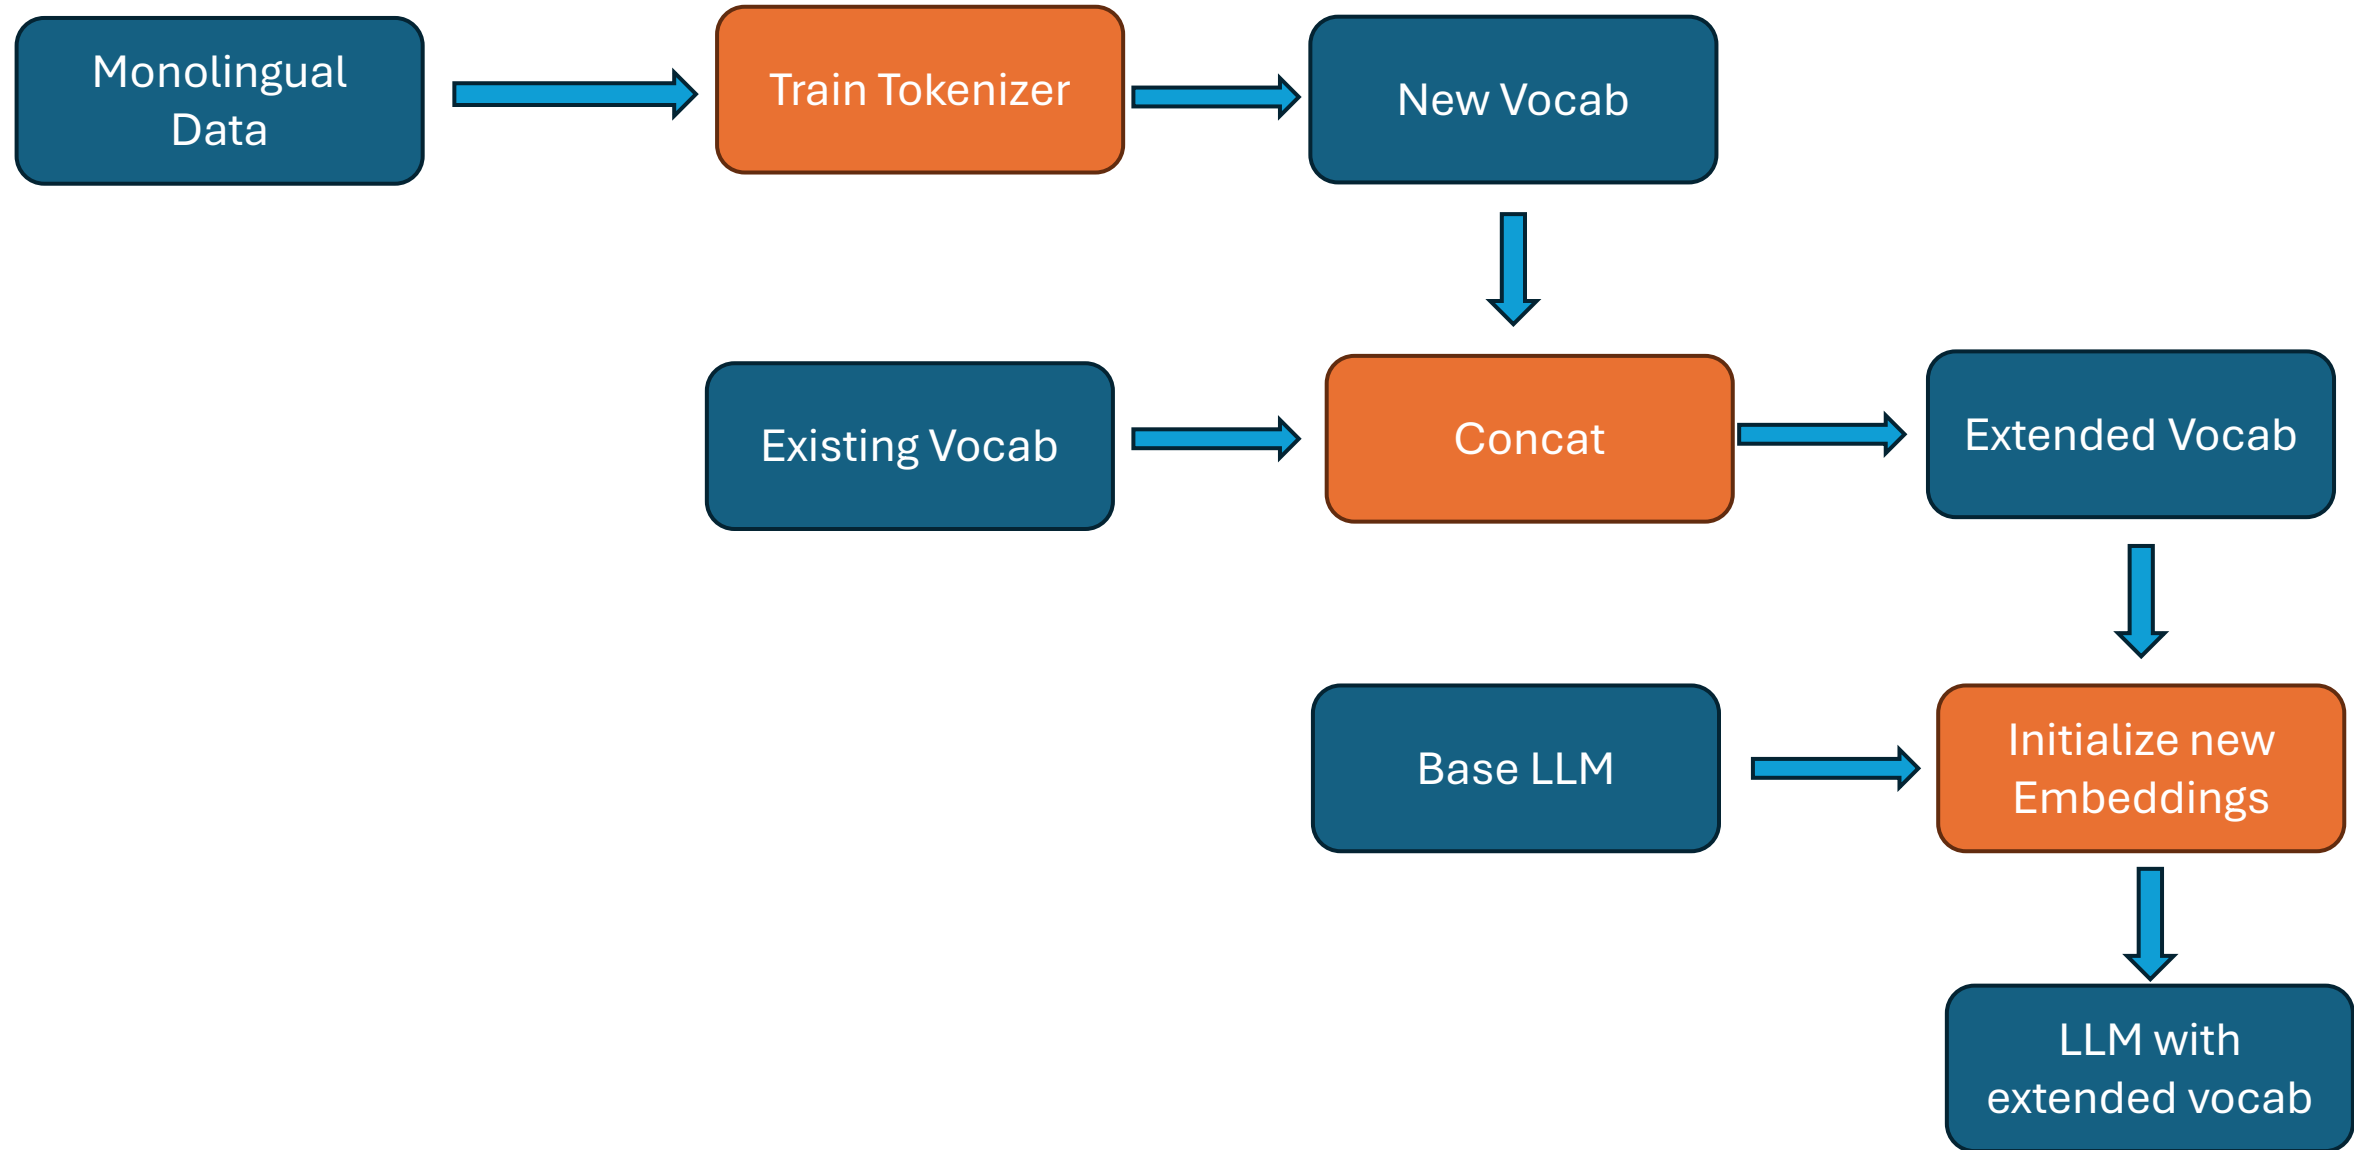 Monolingual
Data
Train Tokenizer
New Vocab
Existing Vocab
Concat
Extended Vocab
Base LLM
Initialize new
Embeddings
LLM with
extended vocab